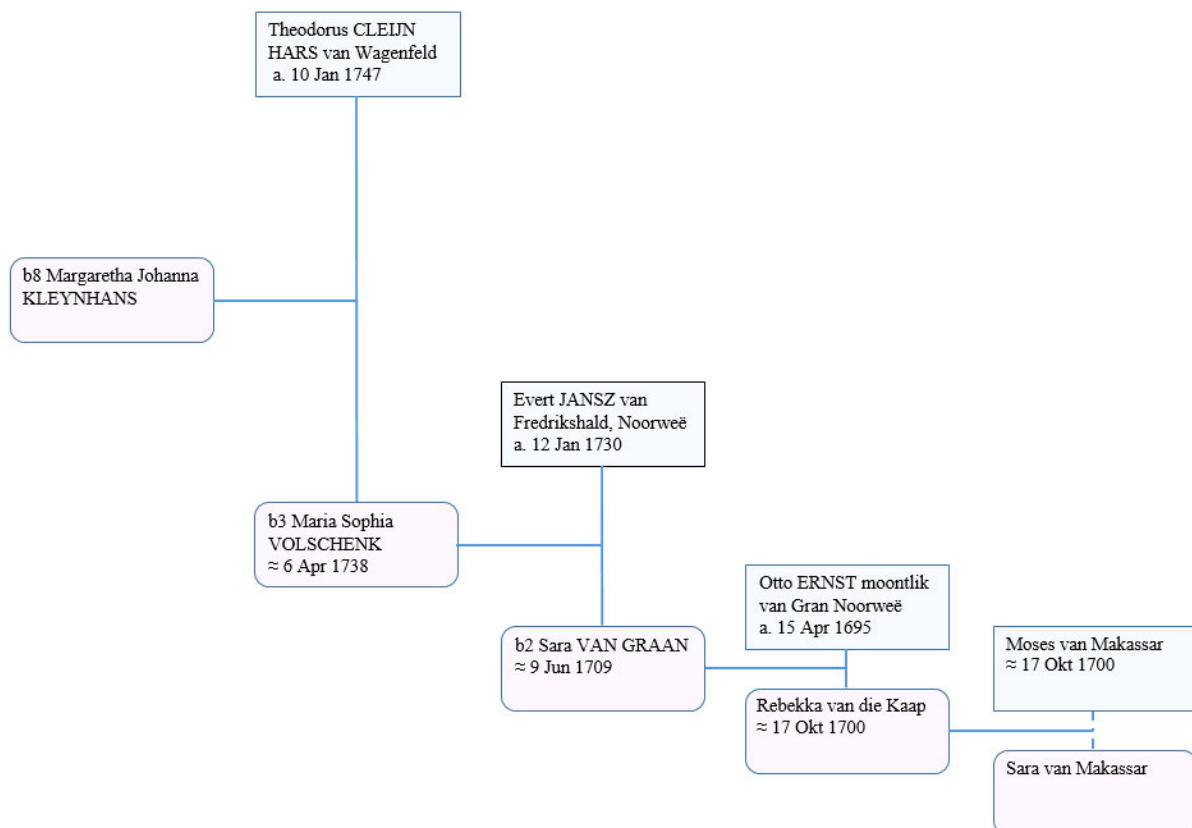 Theodorus CLEIJN
HARS van Wagenfeld
a. 10 Jan 1747
b8 Margaretha Johanna
KLEYNHANS
Evert JANSZ van
Fredrikshald, Noorweë
a. 12 Jan 1730
b3 Maria Sophia
VOLSCHENK
≈ 6 Apr 1738
Otto ERNST moontlik
van Gran Noorweë
a. 15 Apr 1695
b2 Sara VAN GRAAN
≈ 9 Jun 1709
Moses van Makassar
≈ 17 Okt 1700
Rebekka van die Kaap
≈ 17 Okt 1700
Sara van Makassar